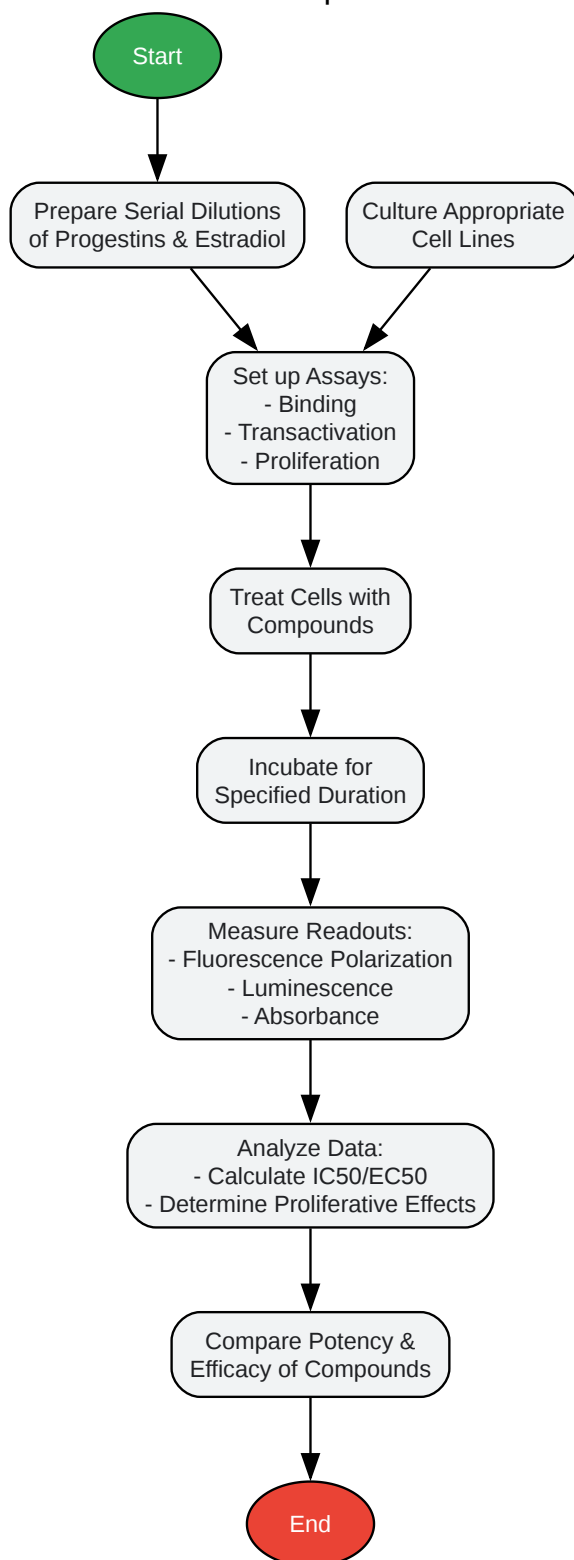 Start
Prepare Serial Dilutions
of Progestins & Estradiol
Culture Appropriate
Cell Lines
Set up Assays:
- Binding
- Transactivation
- Proliferation
Treat Cells with
Compounds
Incubate for
Specified Duration
Measure Readouts:
- Fluorescence Polarization
- Luminescence
- Absorbance
Analyze Data:
- Calculate IC50/EC50
- Determine Proliferative Effects
Compare Potency &
Efficacy of Compounds
End